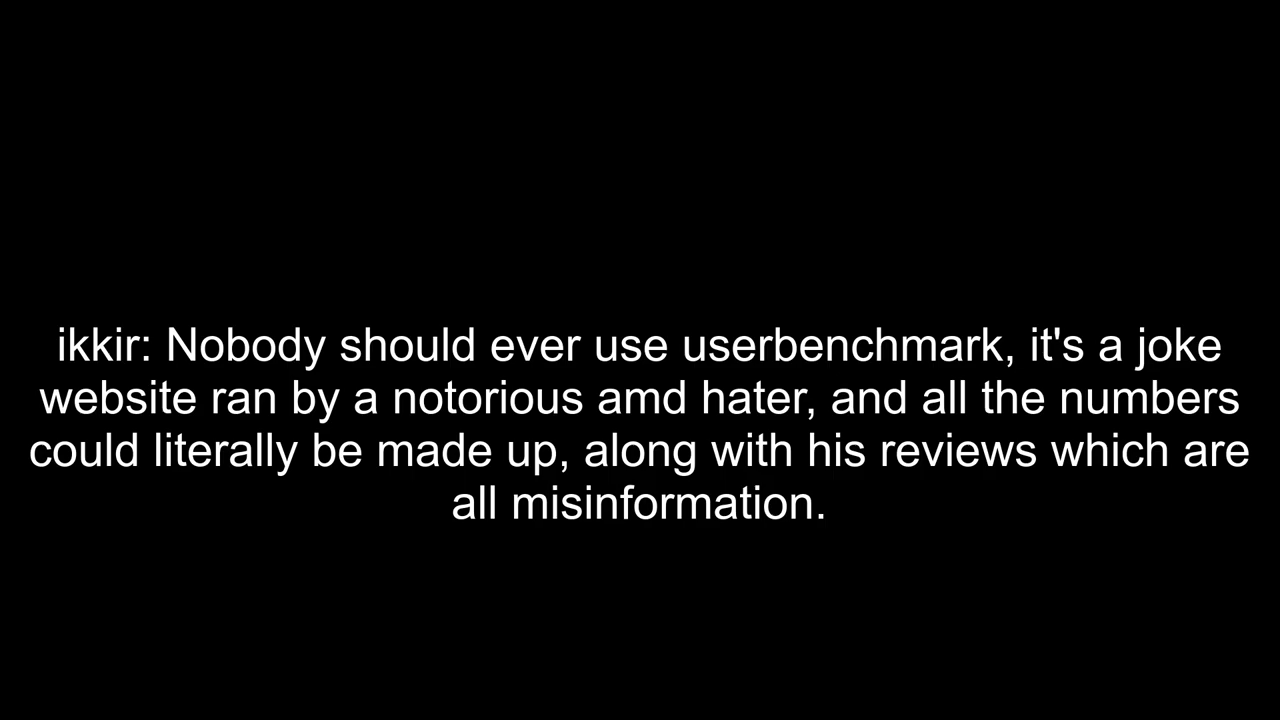 ikkir: Nobody should ever use userbenchmark, it's a joke
website ran by a notorious amd hater, and all the numbers
could literally be made up, along with his reviews which are
all misinformation.